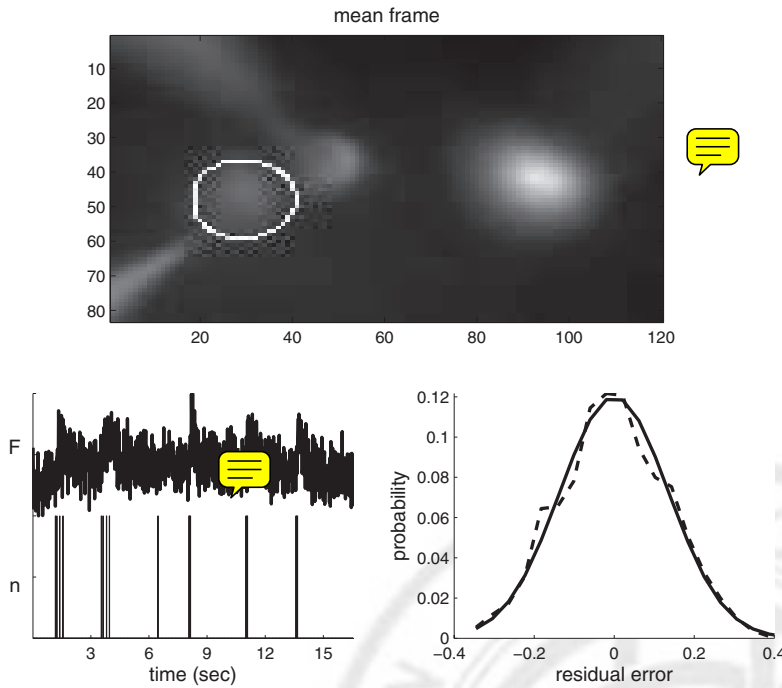 mean frame
10
20
30
40
50
60
70
80
20 40 60 80 100 120
F
n
3 6 9 12 15
time (sec)
0.12
0.1
0.08
0.06
0.04
0.02
0
probability
−0.4 −0.2 0 0.2 0.4
residual error